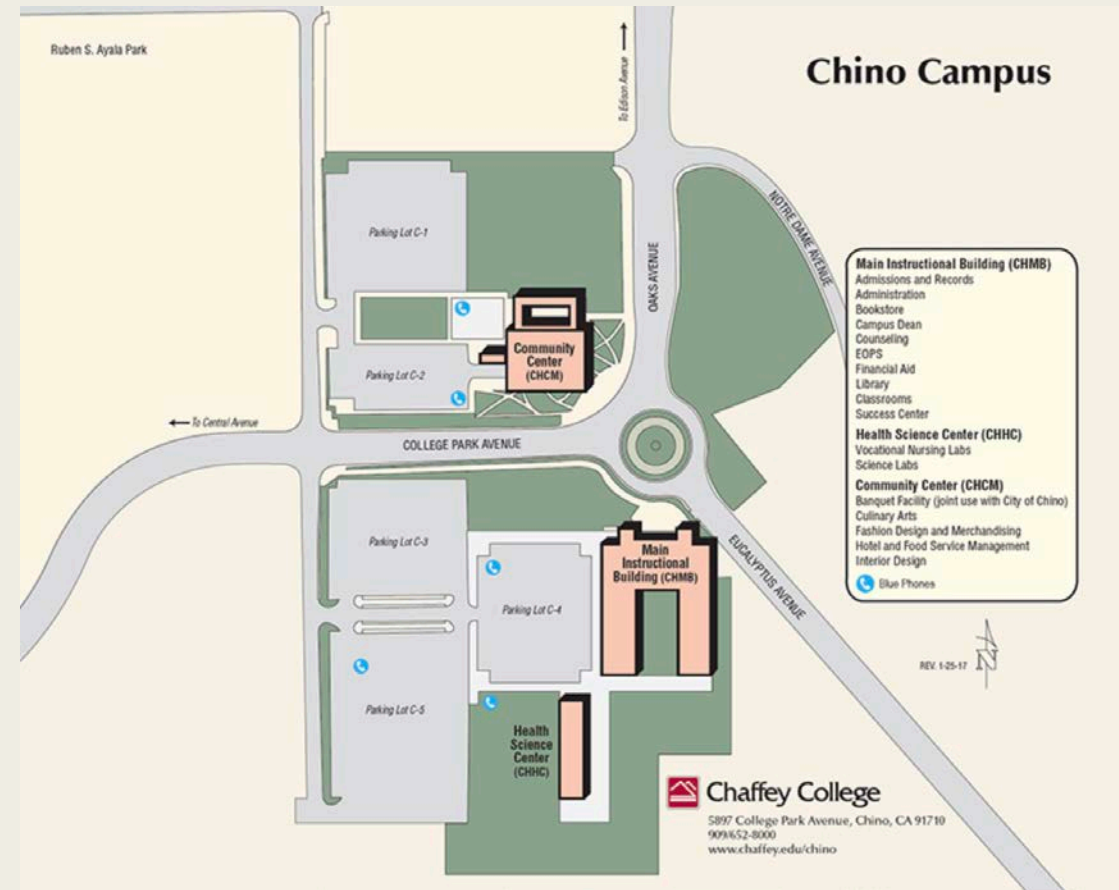 Ruben S. Ayala Park
To Edison Avenue
Chino Campus
NOTRE DAME AVENUE
Parking Lot C-1
OAKS AVENUE
Community
Center
(CHCM)
Parking Lot C-2
To Central Avenue
COLLEGE PARK AVENUE
Main Instructional Building (CHMB)
Admissions and Records
Administration
Bookstore
Campus Dean
Counseling
EOPS
Financial Aid
Library
Classrooms
Success Center
Health Science Center (CHHC)
Vocational Nursing Labs
Science Labs
Community Center (CHCM)
Banquet Facility (joint use with City of Chino)
Culinary Arts
Fashion Design and Merchandising
Hotel and Food Service Management
Interior Design
Blue Phones
Parking Lot C-3
Main
Instructional
Building (CHMB)
EUCALYPTUS AVENUE
Parking Lot C-4
REV. 1-25-17
Parking Lot C-5
Health
Science
Center
(CHHC)
Chaffey College
5897 College Park Avenue, Chino, CA 91710
909/652-8000
www.chaffey.edu/chino